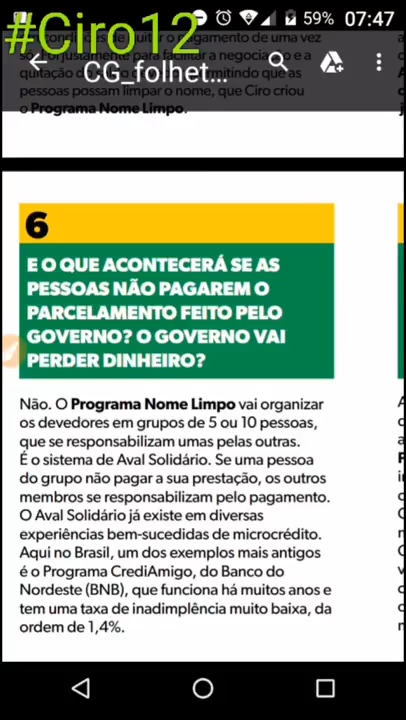 #Ciro12
59% 07:47
CG_folhet...
pessoas possam limpar o nome, que Ciro criou
o Programa Nome Limpo.
6
E O QUE ACONTECERÁ SE AS
PESSOAS NÃO PAGAREM O
PARCELAMENTO FEITO PELO
GOVERNO? O GOVERNO VAI
PERDER DINHEIRO?
Não. O Programa Nome Limpo vai organizar
os devedores em grupos de 5 ou 10 pessoas,
que se responsabilizam umas pelas outras.
É o sistema de Aval Solidário. Se uma pessoa
do grupo não pagar a sua prestação, os outros
membros se responsabilizam pelo pagamento.
O Aval Solidário já existe em diversas
experiências bem-sucedidas de microcrédito.
Aqui no Brasil, um dos exemplos mais antigos
é o Programa CrediAmigo, do Banco do
Nordeste (BNB), que funciona há muitos anos e
tem uma taxa de inadimplência muito baixa, da
ordem de 1,4%.